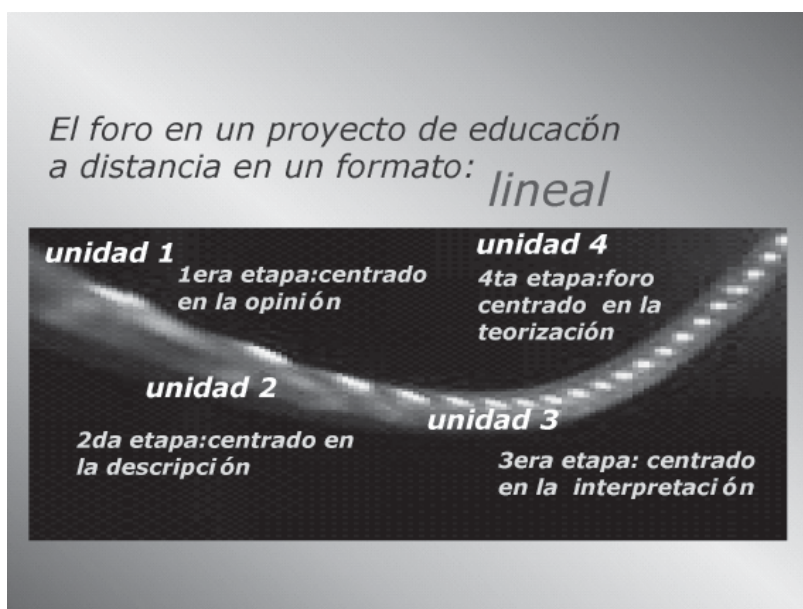 El foro en un proyecto de educación
a distancia en un formato:
lineal
unidad 1
1era etapa:centrado
en la opinión
unidad 2
2da etapa:centrado en
la descripción
unidad 3
3era etapa: centrado
en la interpretación
unidad 4
4ta etapa:foro
centrado en la
teorización